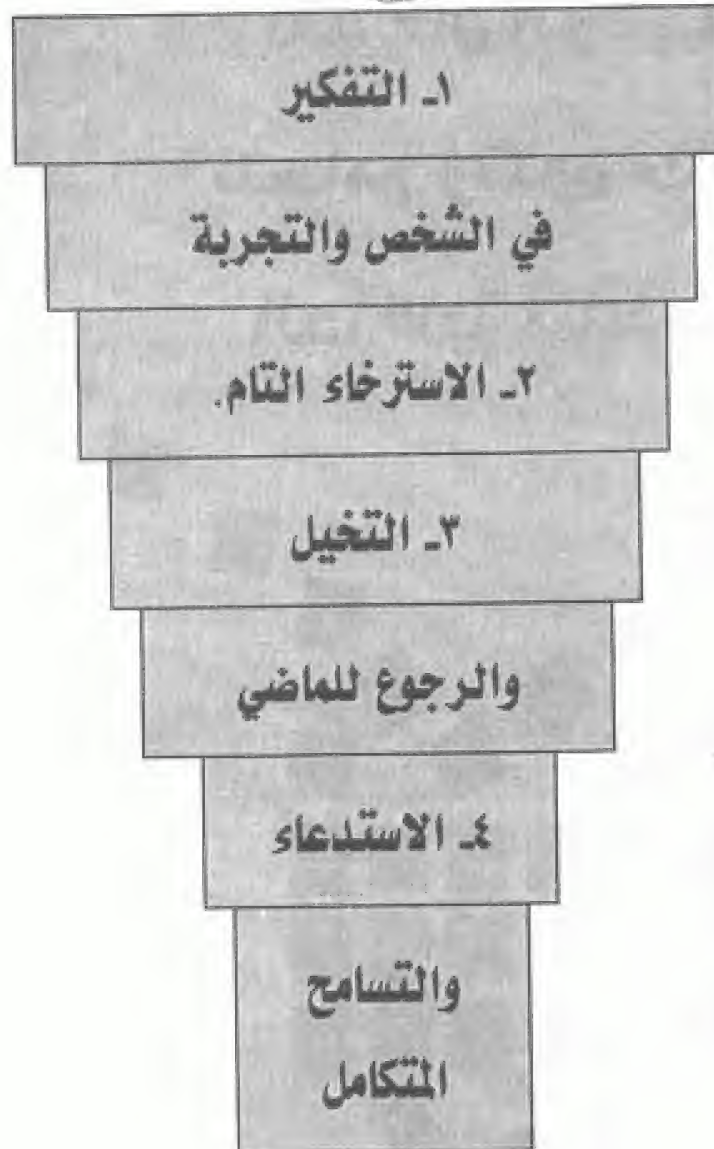 ١ـ التفكير
في الشخص والتجربة
٢ـ الاسترخاء التام.
٣ـ التخيل
والرجوع للماضي
٤ـ الاستدعاء
والتسامح
المتكامل